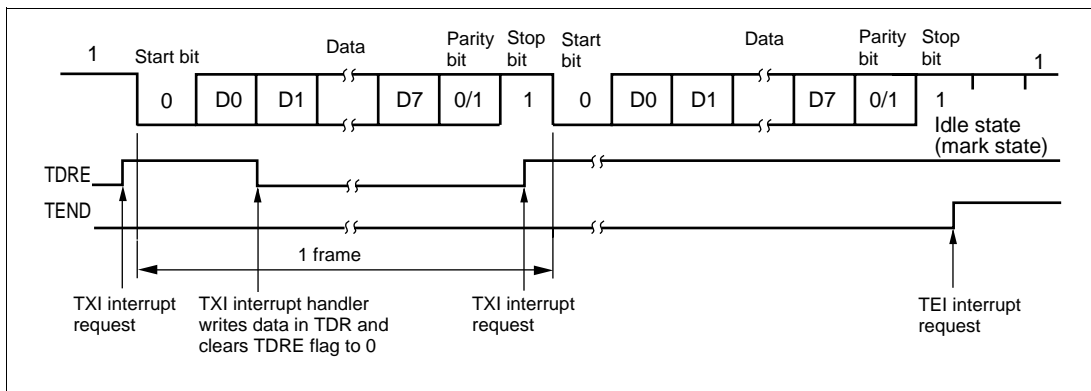 1 Start bit Data Parity bit Stop bit Start bit Data Parity bit Stop bit 1
0 D0 D1 D7 0/1 1 0 D0 D1 D7 0/1 1
Idle state
(mark state)
TDRE
TEND
1 frame
TXI interrupt
request
TXI interrupt handler
writes data in TDR and
clears TDRE flag to 0
TXI interrupt
request
TEI interrupt
request